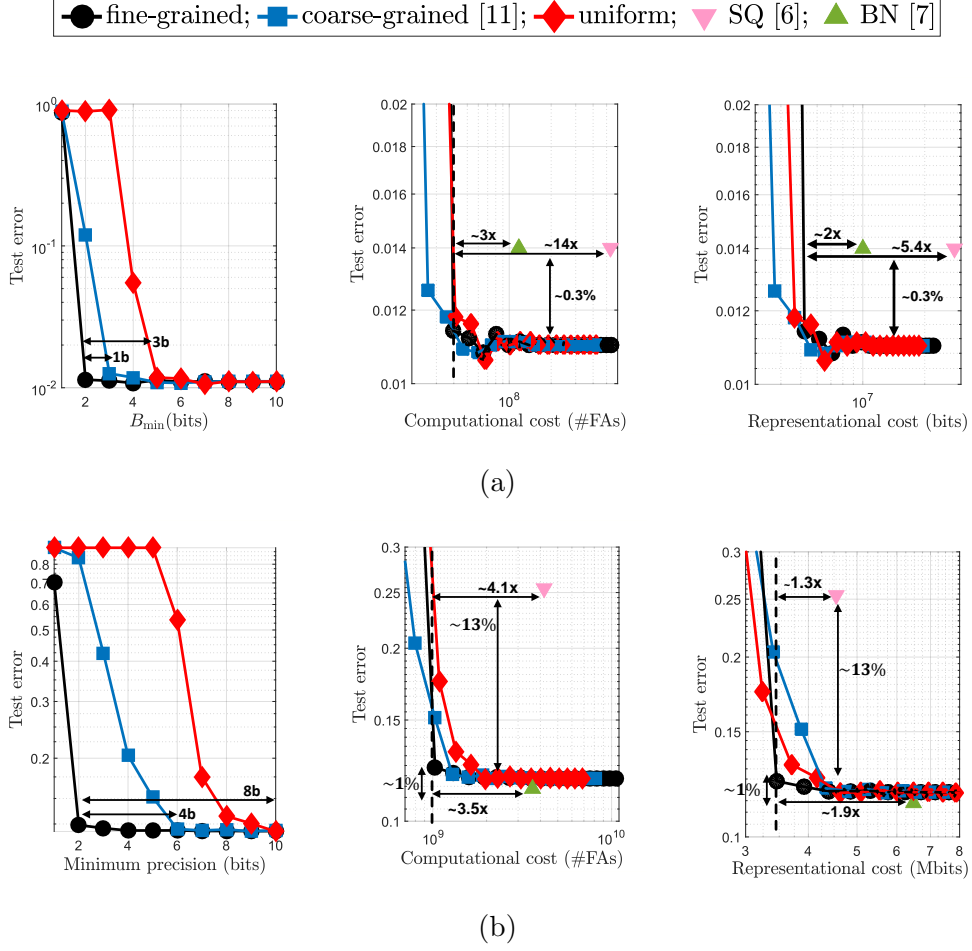 fine-grained; coarse-grained [11]; uniform; SQ [6]; BN [7]
Test error
10^0
10^-1
10^-2
3b
1b
2 4 6 8 10
B_min(bits)
Test error
0.02
0.018
0.016
0.014
0.012
0.01
~3x
~14x
~0.3%
10^8
Computational cost (#FAs)
Test error
0.02
0.018
0.016
0.014
0.012
0.01
~2x
~5.4x
~0.3%
10^7
Representational cost (bits)
(a)
Test error
0.8
0.7
0.6
0.5
0.4
0.3
0.2
8b
4b
2 4 6 8 10
Minimum precision (bits)
Test error
0.3
0.25
0.2
0.15
0.1
~4.1x
~13%
~1%
~3.5x
10^9 10^10
Computational cost (#FAs)
Test error
0.3
0.25
0.2
0.15
0.1
~1.3x
~13%
~1%
~1.9x
3 4 5 6 7 8
Representational cost (Mbits)
(b)